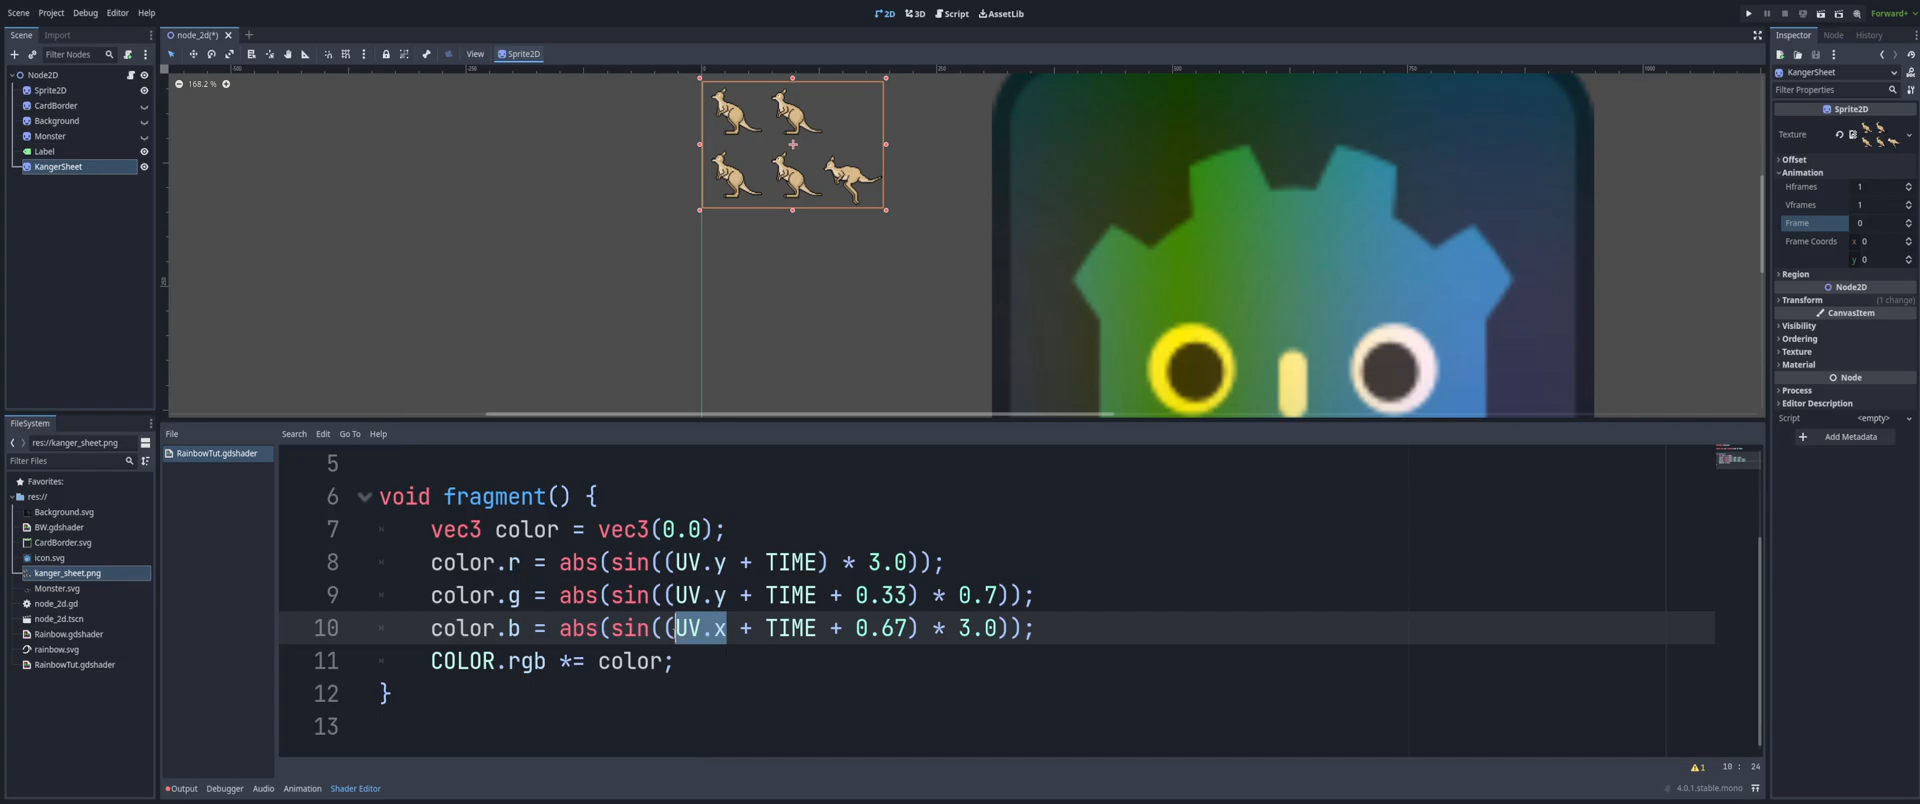 Scene Project Debug Editor Help
2D 3D Script AssetLib
Forward+
Scene Import
Filter Nodes
Node2D
Sprite2D
CardBorder
Background
Monster
Label
KangerSheet
node_2d(*)
View Sprite2D
168.2 %
-500 -250 0 250 500 750 1000
FileSystem
res://kanger_sheet.png
Filter Files
Favorites:
res://
Background.svg
BW.gdshader
CardBorder.svg
icon.svg
kanger_sheet.png
Monster.svg
node_2d.gd
node_2d.tscn
Rainbow.gdshader
rainbow.svg
RainbowTut.gdshader
File Search Edit Go To Help
RainbowTut.gdshader
5
6 void fragment() {
7 vec3 color = vec3(0.0);
8 color.r = abs(sin((UV.y + TIME) * 3.0));
9 color.g = abs(sin((UV.y + TIME + 0.33) * 0.7));
10 color.b = abs(sin((UV.x + TIME + 0.67) * 3.0));
11 COLOR.rgb *= color;
12 }
13
1 10 : 24
Output Debugger Audio Animation Shader Editor
4.0.1.stable.mono
Inspector Node History
KangerSheet
Filter Properties
Sprite2D
Texture
Offset
Animation
Hframes 1
Vframes 1
Frame 0
Frame Coords x 0
y 0
Region
Node2D
Transform (1 change)
CanvasItem
Visibility
Ordering
Texture
Material
Node
Process
Editor Description
Script <empty>
Add Metadata